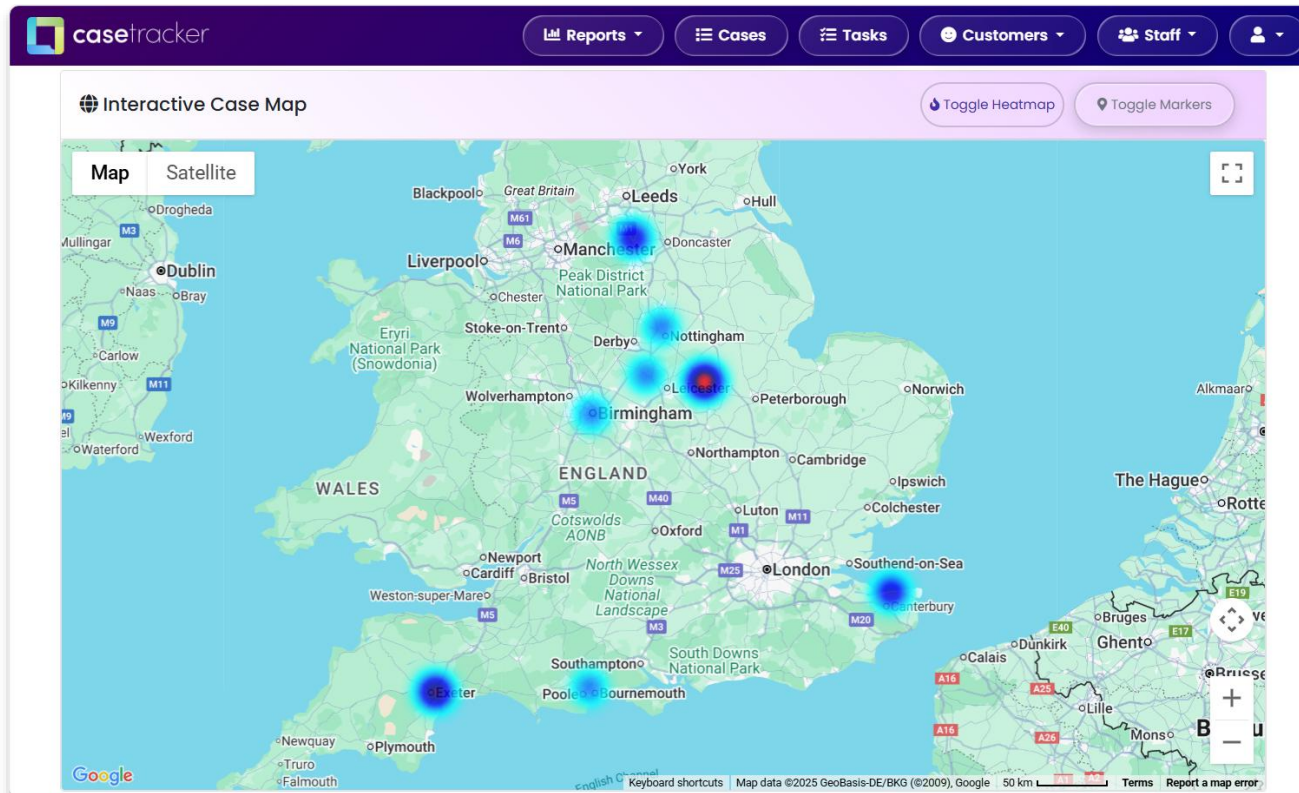 casetracker
Reports
Cases
Tasks
Customers
Staff
Interactive Case Map
Toggle Heatmap
Toggle Markers
Map
Satellite
York
Blackpool
Great Britain
Leeds
Hull
Drogheda
M61
M3
M6
Manchester
Doncaster
Mullingar
Liverpool
Dublin
Peak District
National Park
Naas
Bray
Chester
M9
Stoke-on-Trent
Eryri
National Park
(Snowdonia)
Derby
Nottingham
Carlow
Kilkenny
M11
Leicester
Norwich
Alkmaar
Wolverhampton
Peterborough
Birmingham
Wexford
Waterford
Northampton
Cambridge
ENGLAND
Ipswich
The Hague
WALES
M5
M40
Colchester
Luton
M11
Rotte
Cotswolds
AONB
Oxford
M1
Newport
Cardiff
Bristol
North Wessex
Downs
National
Landscape
M25
London
Southend-on-Sea
Weston-super-Mare
M5
Canterbury
E19
M20
Bruges
M3
E40
E17
Dunkirk
Ghent
South Downs
National Park
Calais
Southampton
Brusse
A16
A25
Exeter
Poole
Bournemouth
Lille
A16
A26
Mons
B
Newquay
Plymouth
Truro
Falmouth
Google
Keyboard shortcuts
Map data ©2025 GeoBasis-DE/BKG (©2009), Google
50 km
Terms
Report a map error